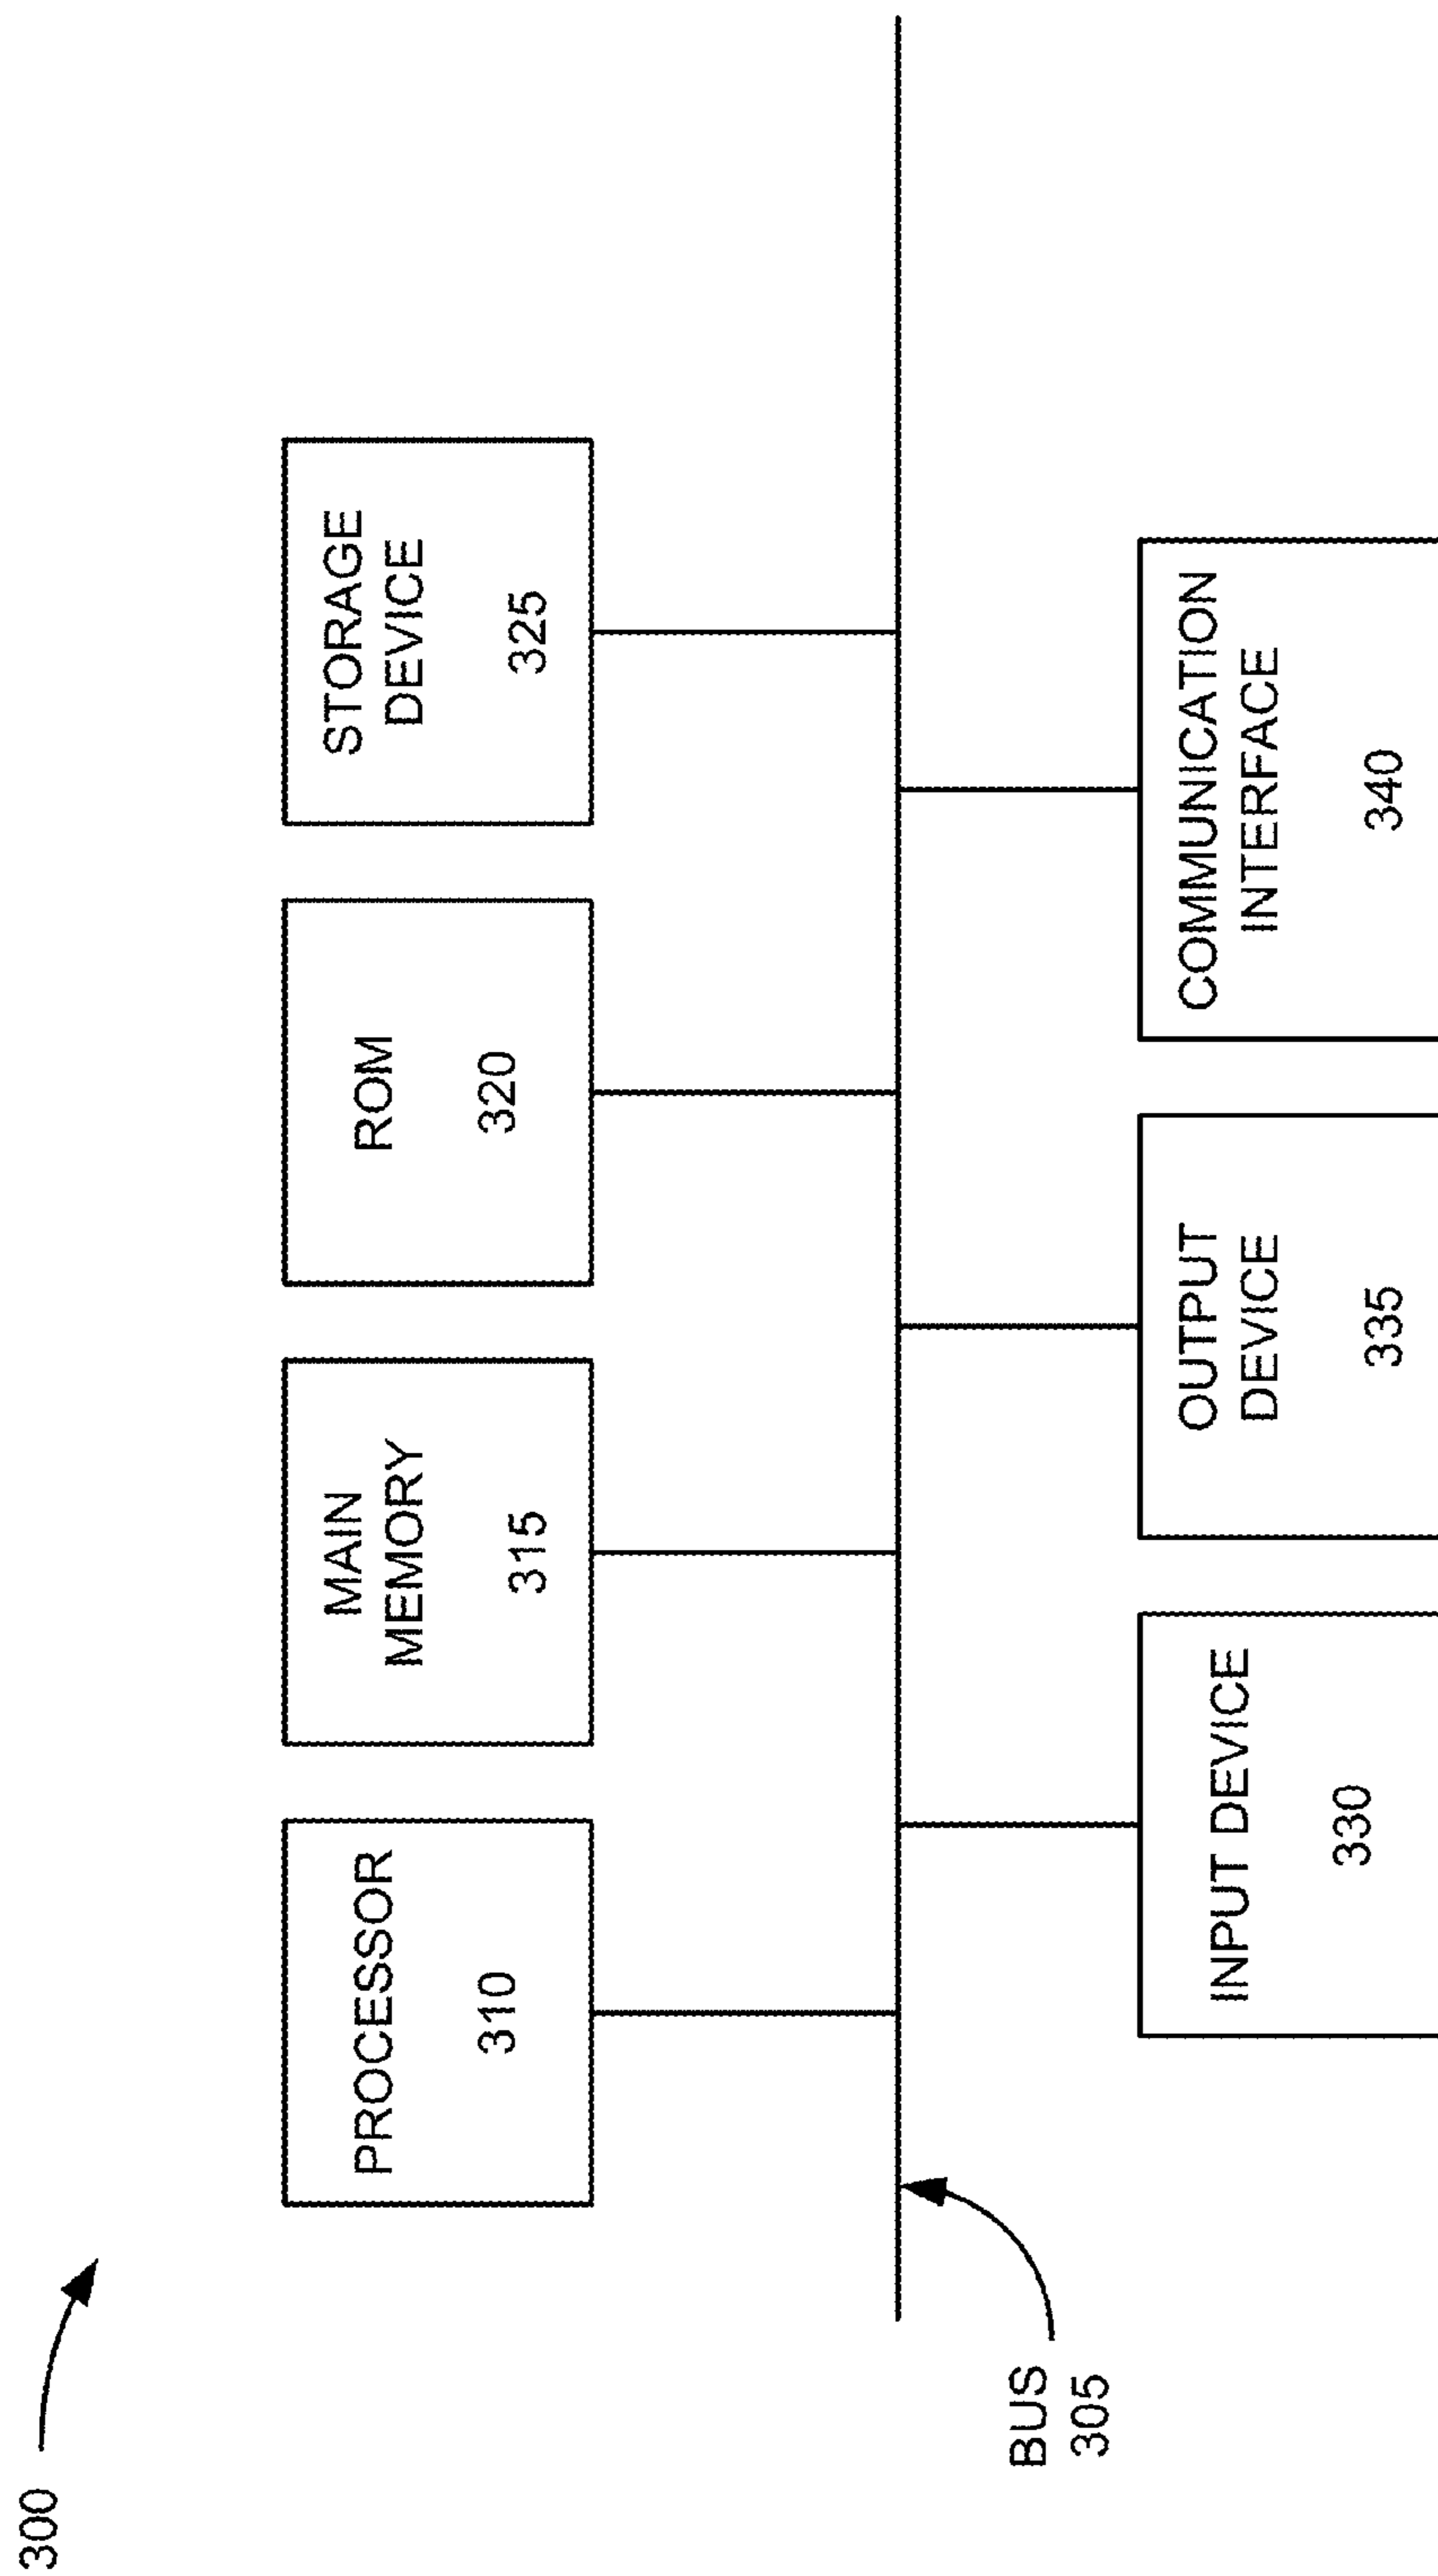 300
PROCESSOR
310
MAIN
MEMORY
315
ROM
320
STORAGE
DEVICE
325
BUS
305
INPUT DEVICE
330
OUTPUT
DEVICE
335
COMMUNICATION
INTERFACE
340